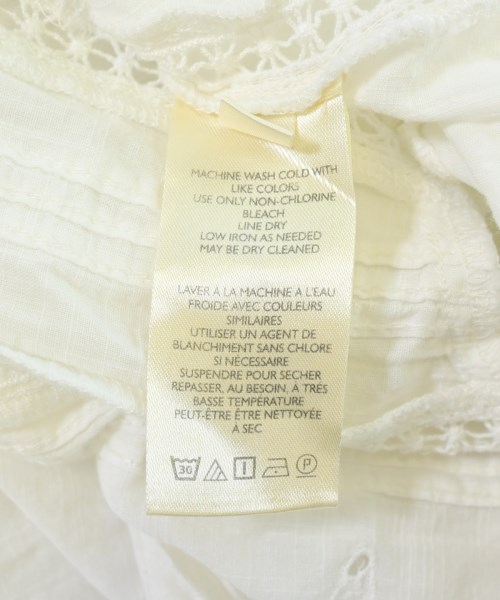 MACHINE WASH COLD WITH
LIKE COLORS
USE ONLY NON-CHLORINE
BLEACH
LINE DRY
LOW IRON AS NEEDED
MAY BE DRY CLEANED
LAVER À LA MACHINE À L'EAU
FROIDE AVEC COULEURS
SIMILAIRES
UTILISER UN AGENT DE
BLANCHIMENT SANS CHLORE
SI NÉCESSAIRE
SUSPENDRE POUR SECHER
REPASSER, AU BESOIN, À TRÈS
BASSE TEMPÉRATURE
PEUT-ÊTRE ÊTRE NETTOYÉE
À SEC
30 P